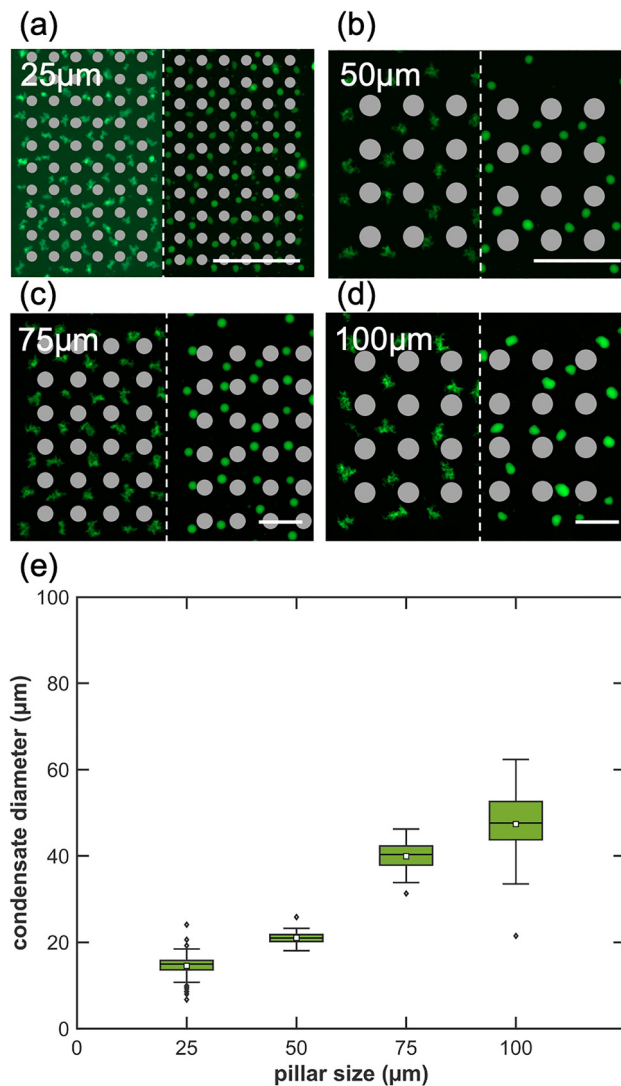 (a)
(b)
25µm
50µm
(c)
(d)
75µm
100µm
(e)
100
80
60
40
20
0
condensate diameter (µm)
0
25
50
75
100
pillar size (µm)